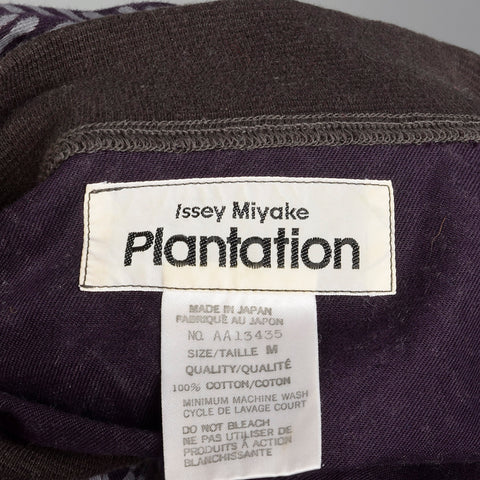 Issey Miyake
Plantation
MADE IN JAPAN
FABRIQUÉ AU JAPON
NO. AA13435
SIZE/TAILLE M
QUALITY/QUALITÉ
100% COTTON/COTON
MINIMUM MACHINE WASH
CYCLE DE LAVAGE COURT
DO NOT BLEACH
NE PAS UTILISER DE
PRODUITS À ACTION
BLANCHISSANTE